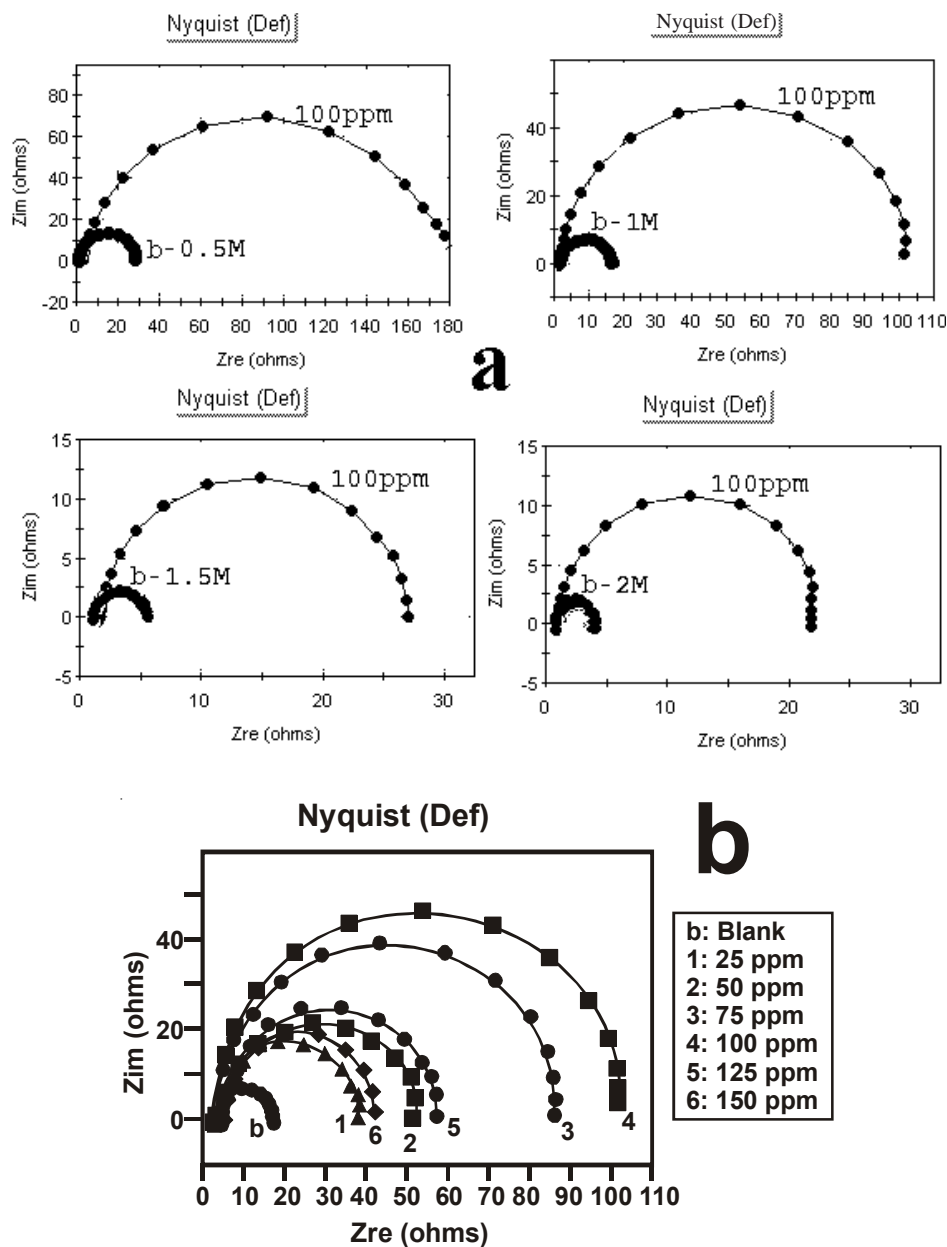 Nyquist (Def)
Zim (ohms)
80
60
40
20
0
-20
100ppm
b-0.5M
0 20 40 60 80 100 120 140 160 180
Zre (ohms)
Nyquist (Def)
Zim (ohms)
40
20
0
100ppm
b-1M
0 10 20 30 40 50 60 70 80 90 100 110
Zre (ohms)
a
Nyquist (Def)
Zim (ohms)
15
10
5
0
-5
100ppm
b-1.5M
0 10 20 30
Zre (ohms)
Nyquist (Def)
Zim (ohms)
15
10
5
0
-5
100ppm
b-2M
0 10 20 30
Zre (ohms)
Nyquist (Def)
b
Zim (ohms)
40
20
0
b 1 6 2 5 3 4
0 10 20 30 40 50 60 70 80 90 100 110
Zre (ohms)
b: Blank
1: 25 ppm
2: 50 ppm
3: 75 ppm
4: 100 ppm
5: 125 ppm
6: 150 ppm